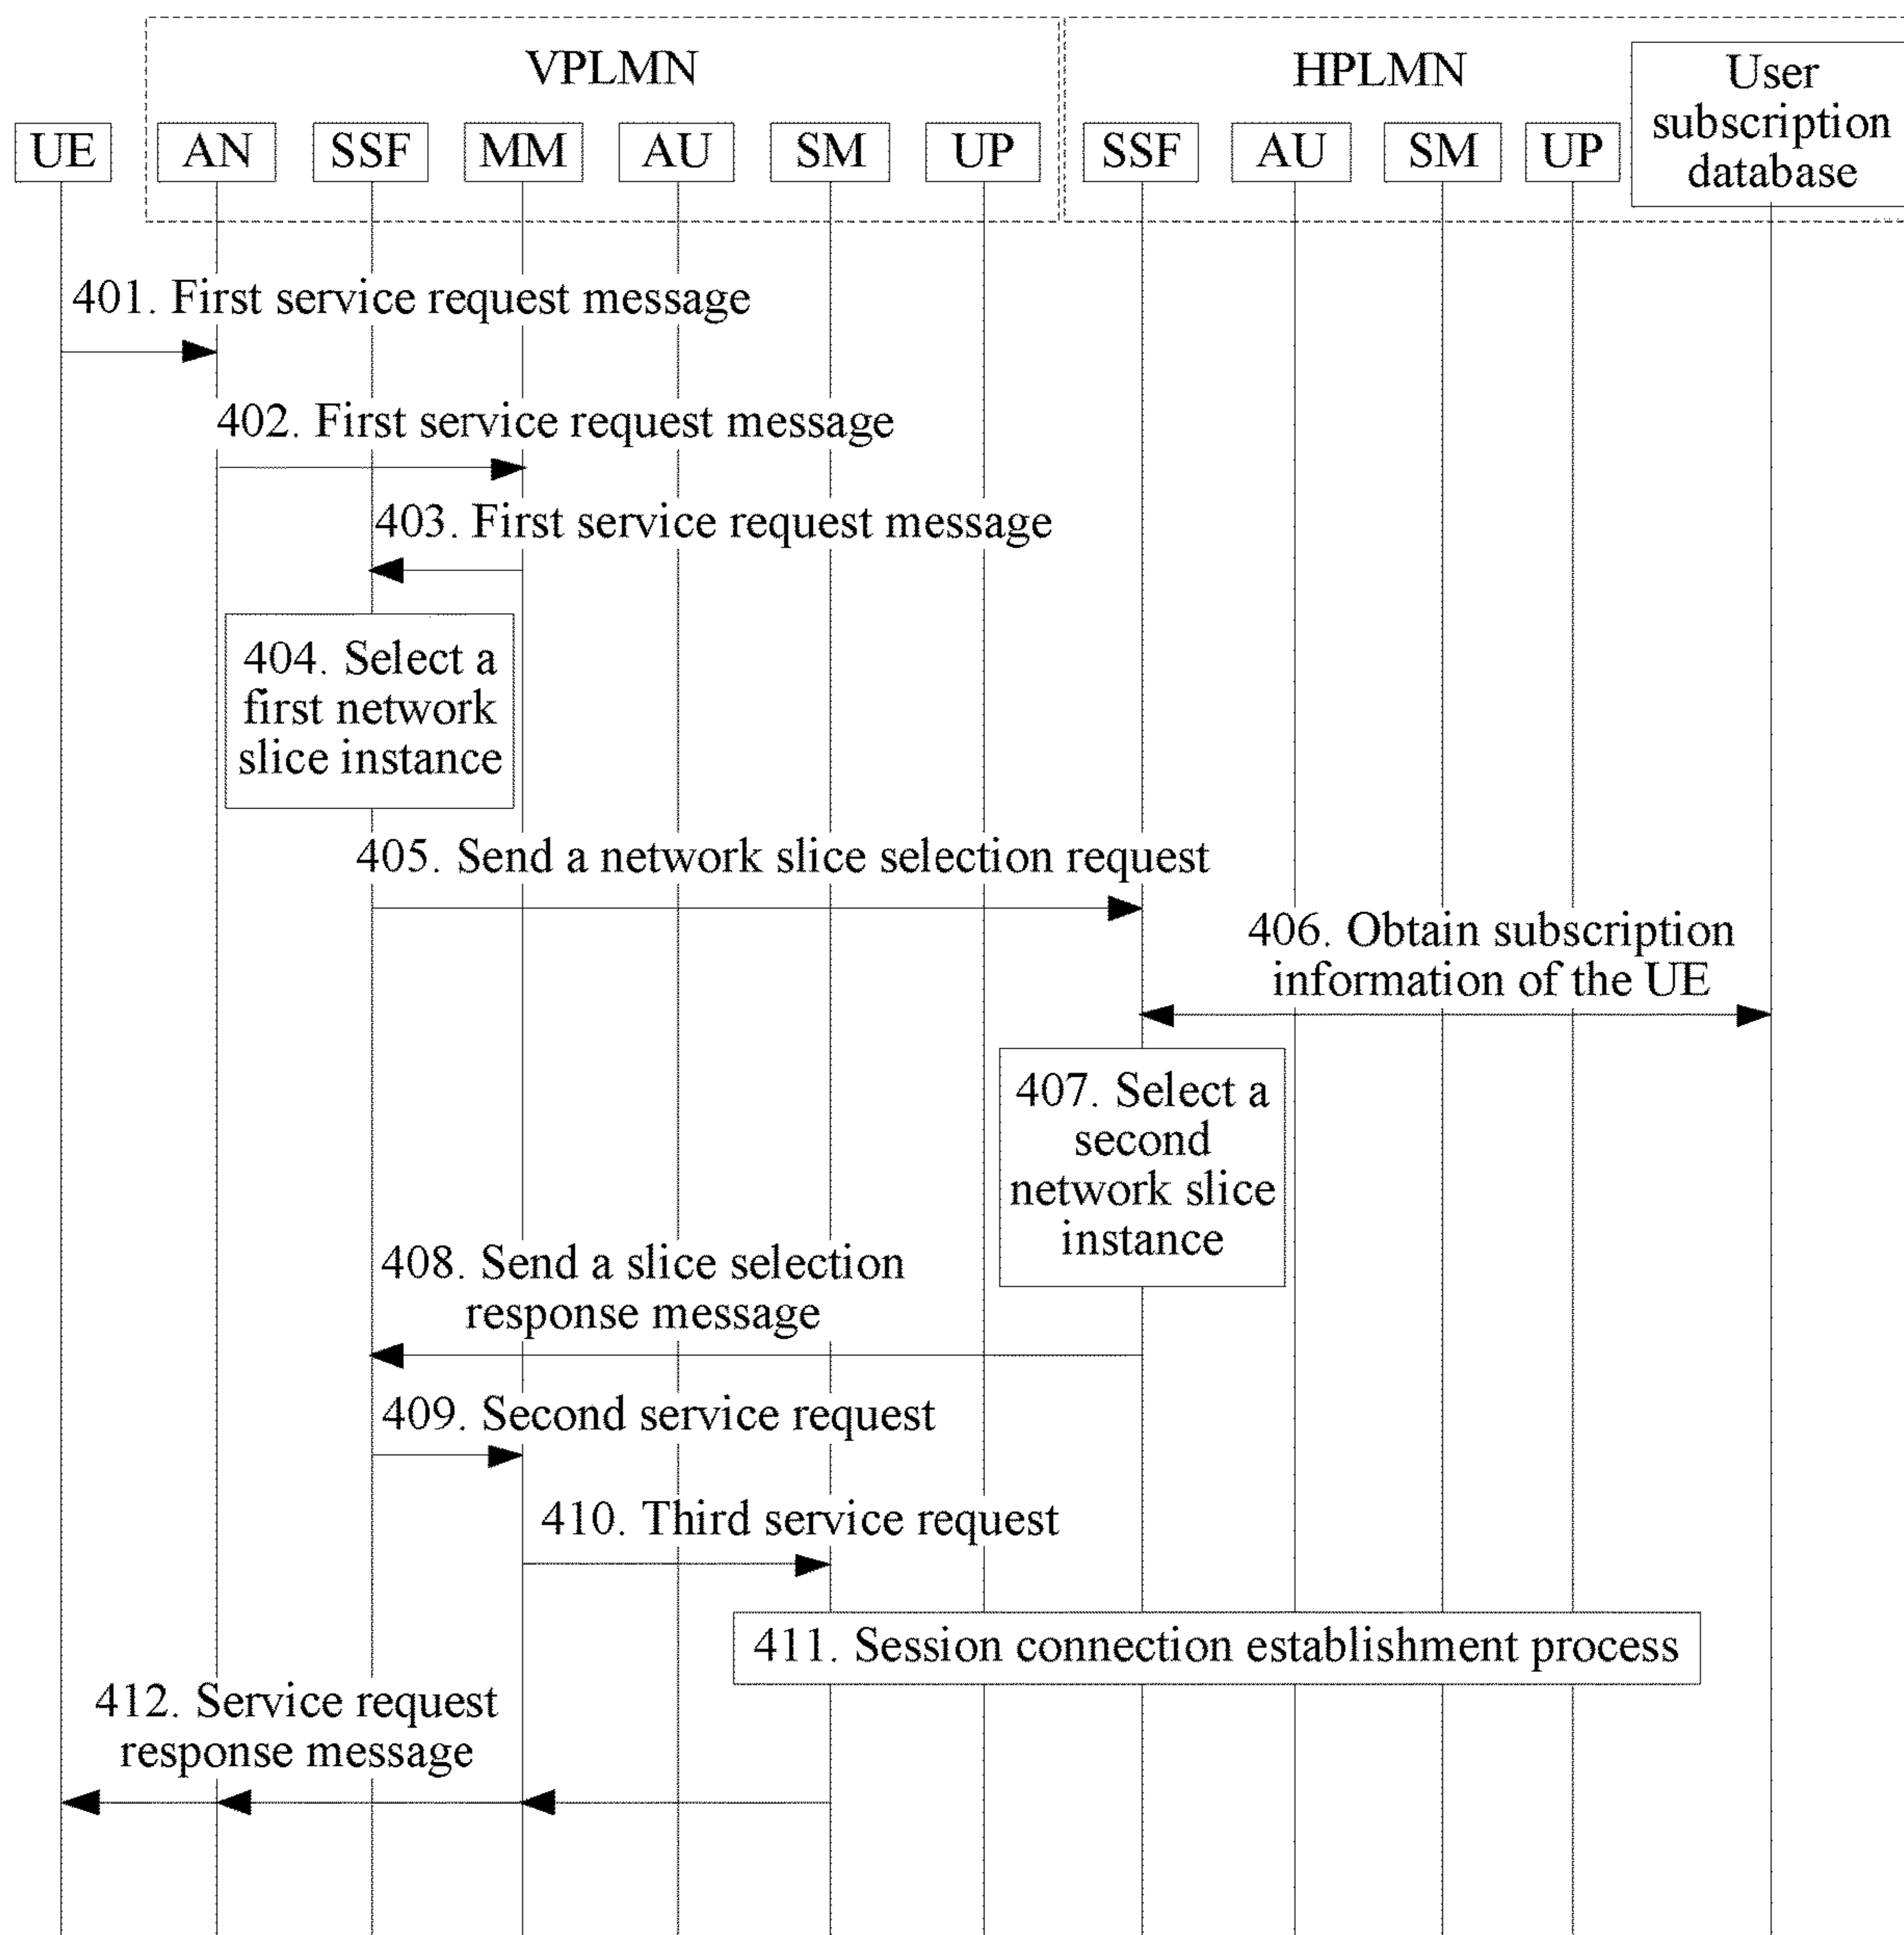 VPLMN
HPLMN
User
subscription
database
UE
AN
SSF
MM
AU
SM
UP
SSF
AU
SM
UP
401. First service request message
402. First service request message
403. First service request message
404. Select a
first network
slice instance
405. Send a network slice selection request
406. Obtain subscription
information of the UE
407. Select a
second
network slice
instance
408. Send a slice selection
response message
409. Second service request
410. Third service request
411. Session connection establishment process
412. Service request
response message